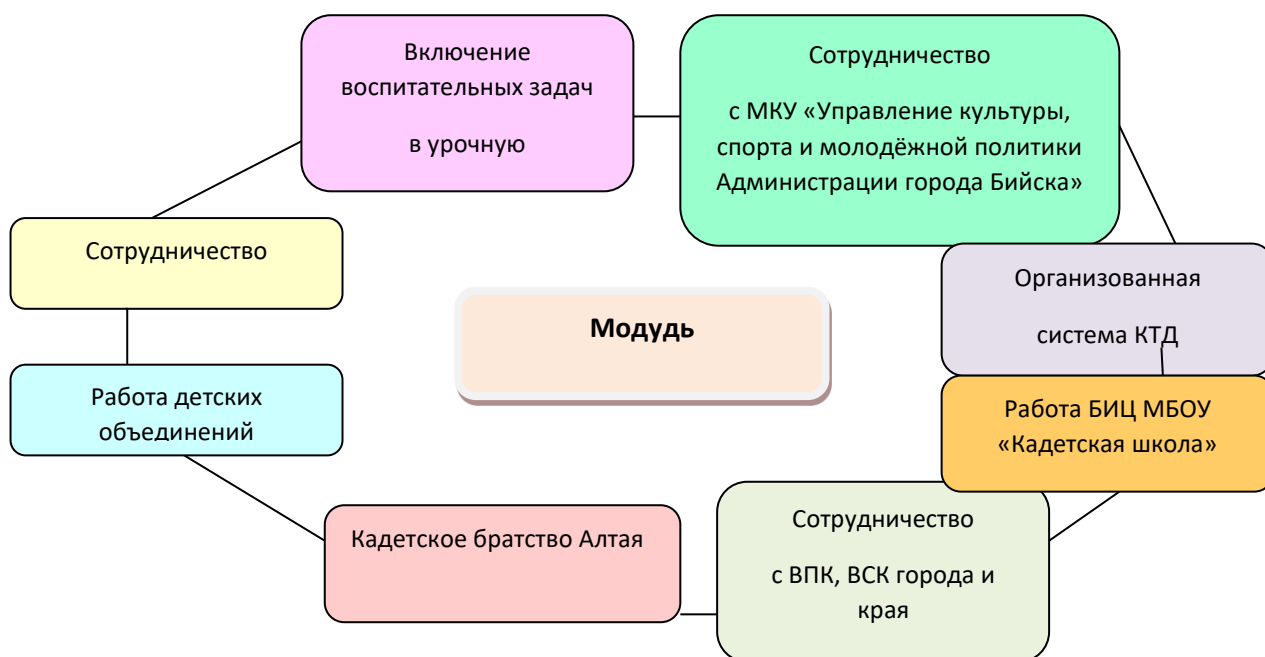 Включение
воспитательных задач
в урочную
Сотрудничество
с МКУ «Управление культуры,
спорта и молодёжной политики
Администрации города Бийска»
Сотрудничество
Организованная
система КТД
Модудь
Работа детских
объединений
Работа БИЦ МБОУ
«Кадетская школа»
Кадетское братство Алтая
Сотрудничество
с ВПК, ВСК города и
края